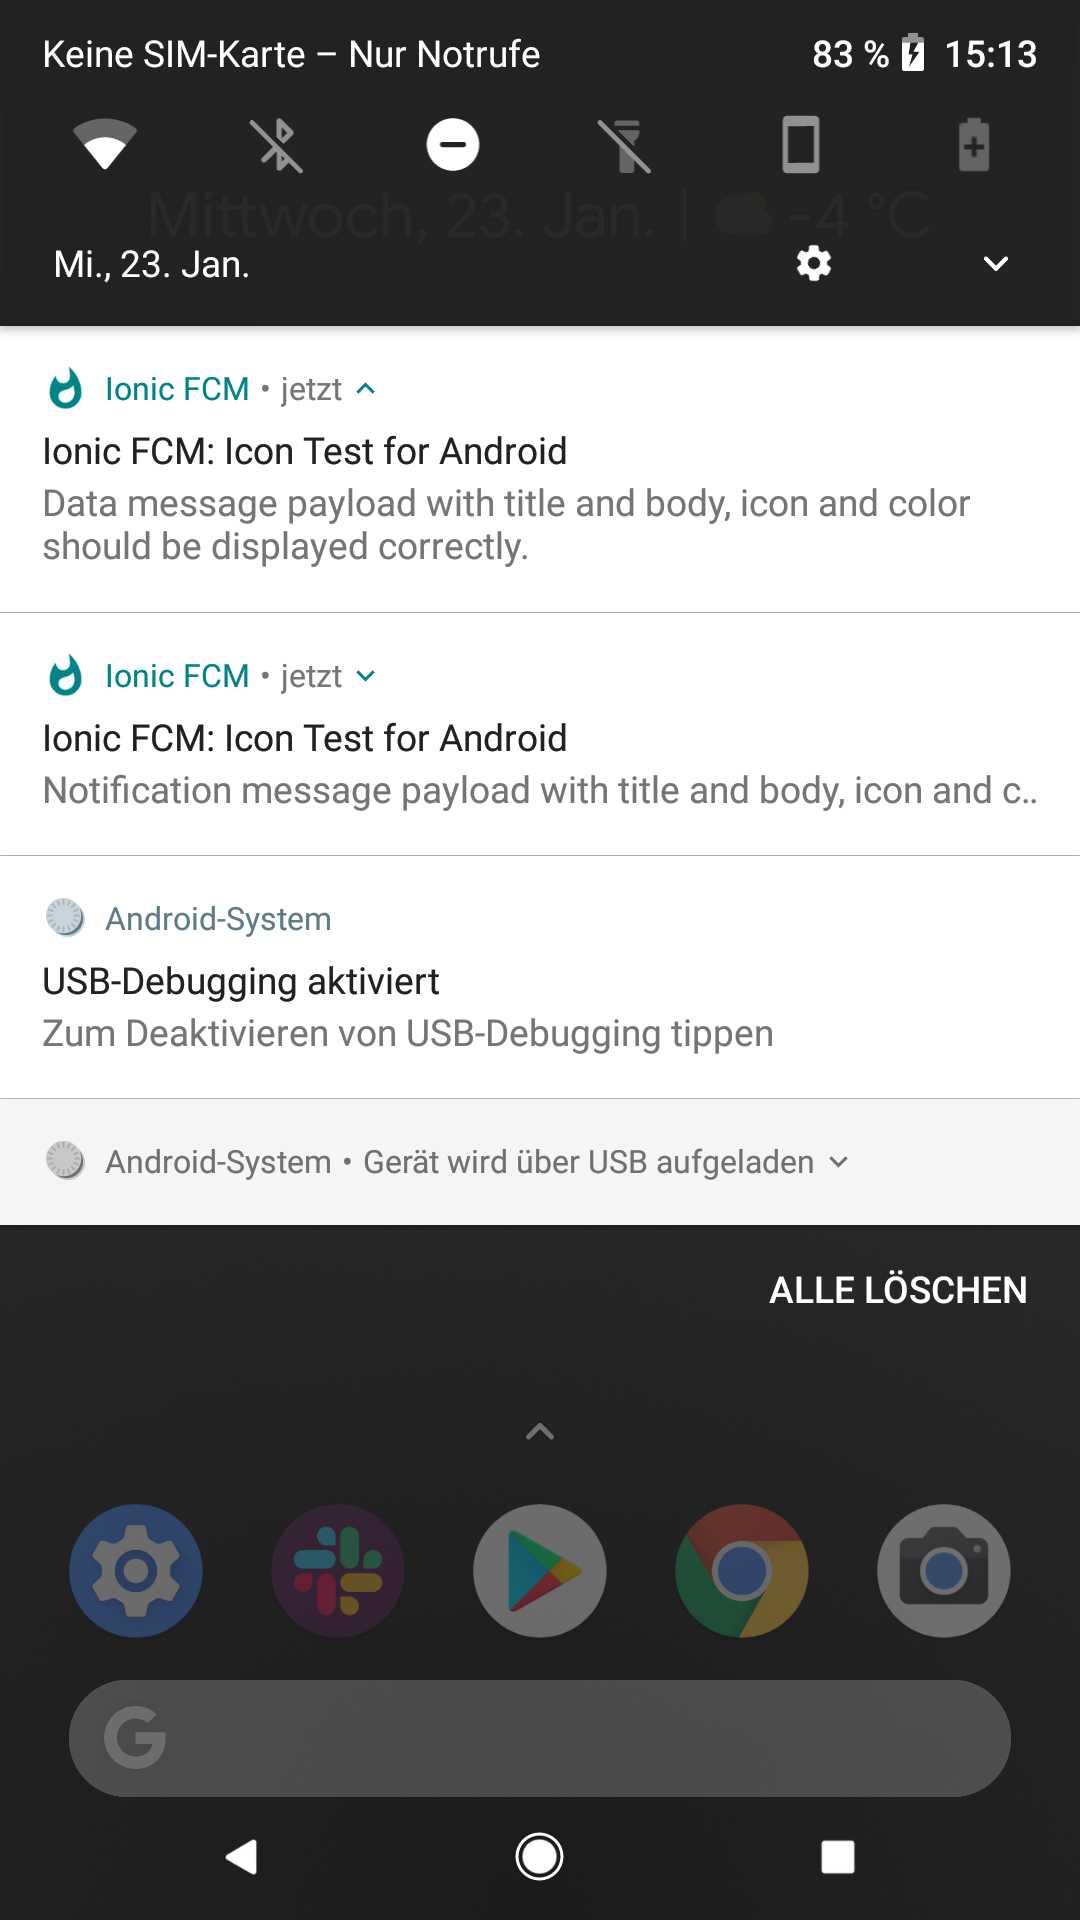 Keine SIM-Karte – Nur Notrufe 83 % 15:13
Mittwoch, 23. Jan. | -4 °C
Mi., 23. Jan.
Ionic FCM • jetzt
Ionic FCM: Icon Test for Android
Data message payload with title and body, icon and color
should be displayed correctly.
Ionic FCM • jetzt
Ionic FCM: Icon Test for Android
Notification message payload with title and body, icon and c..
Android-System
USB-Debugging aktiviert
Zum Deaktivieren von USB-Debugging tippen
Android-System • Gerät wird über USB aufgeladen
ALLE LÖSCHEN
G